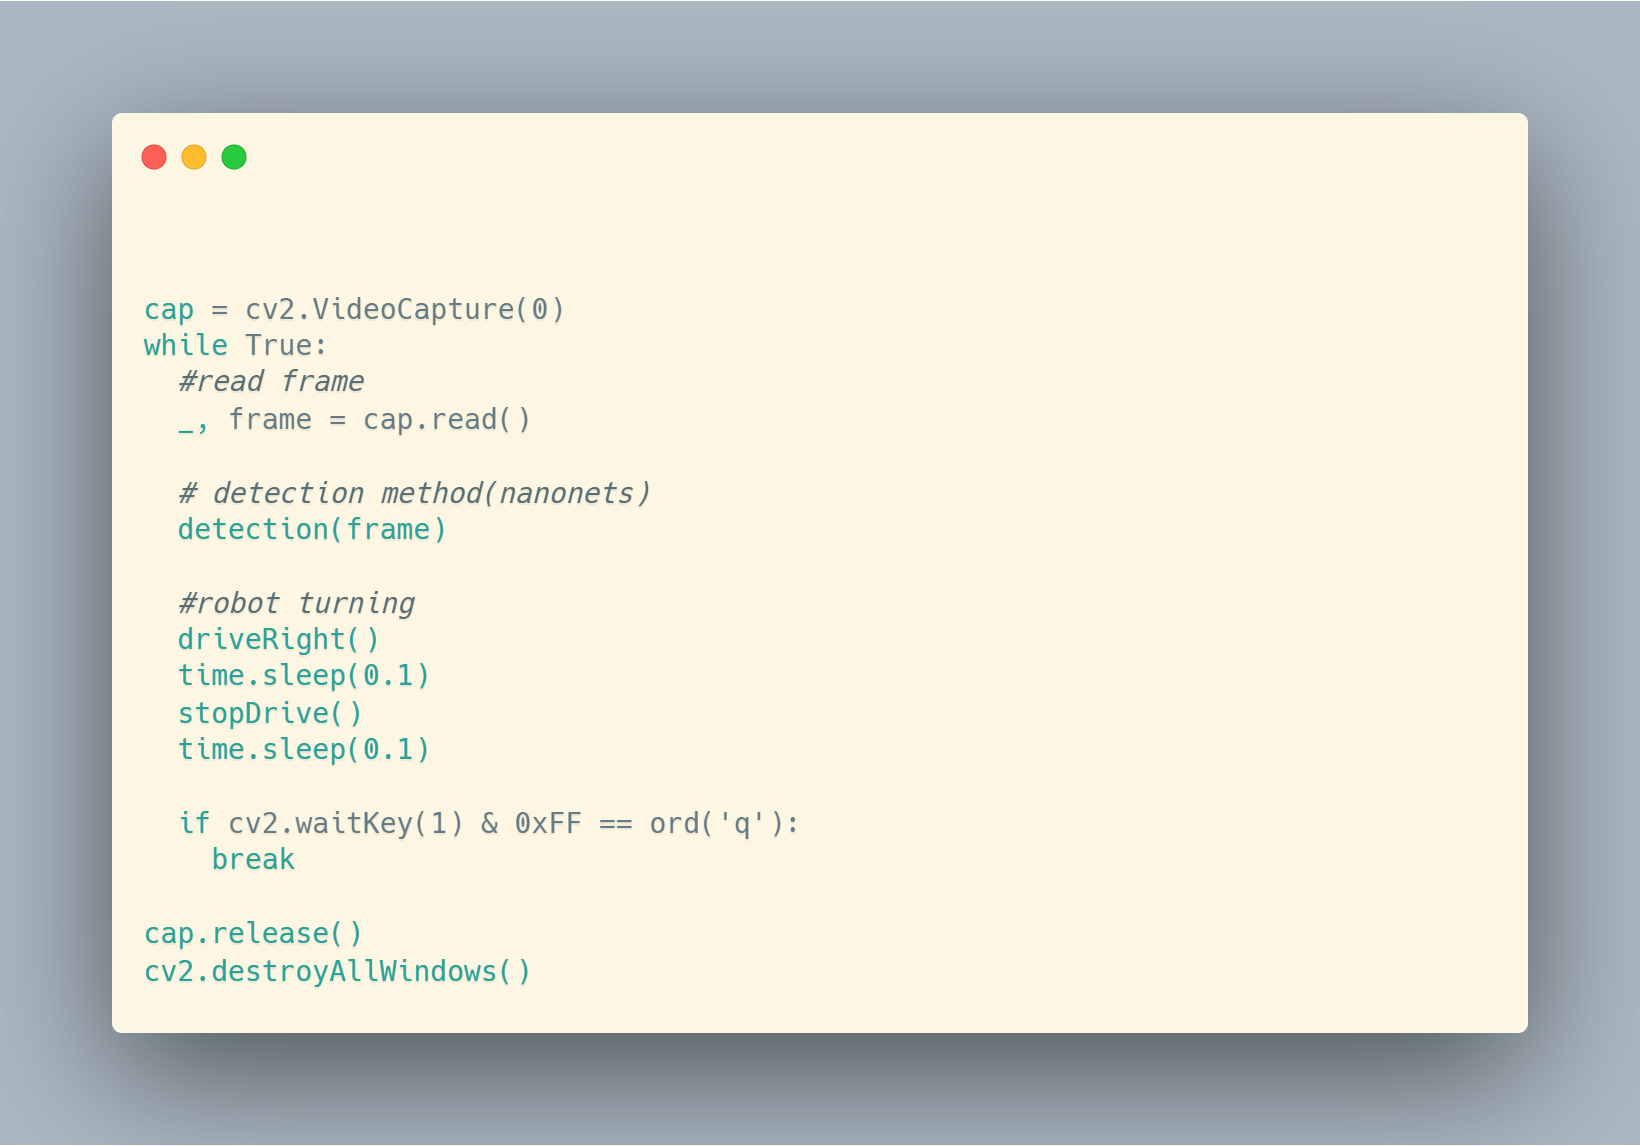 cap = cv2.VideoCapture(0)
while True:
  #read frame
  _, frame = cap.read()

  # detection method(nanonets)
  detection(frame)

  #robot turning
  driveRight()
  time.sleep(0.1)
  stopDrive()
  time.sleep(0.1)

  if cv2.waitKey(1) & 0xFF == ord('q'):
    break

cap.release()
cv2.destroyAllWindows()